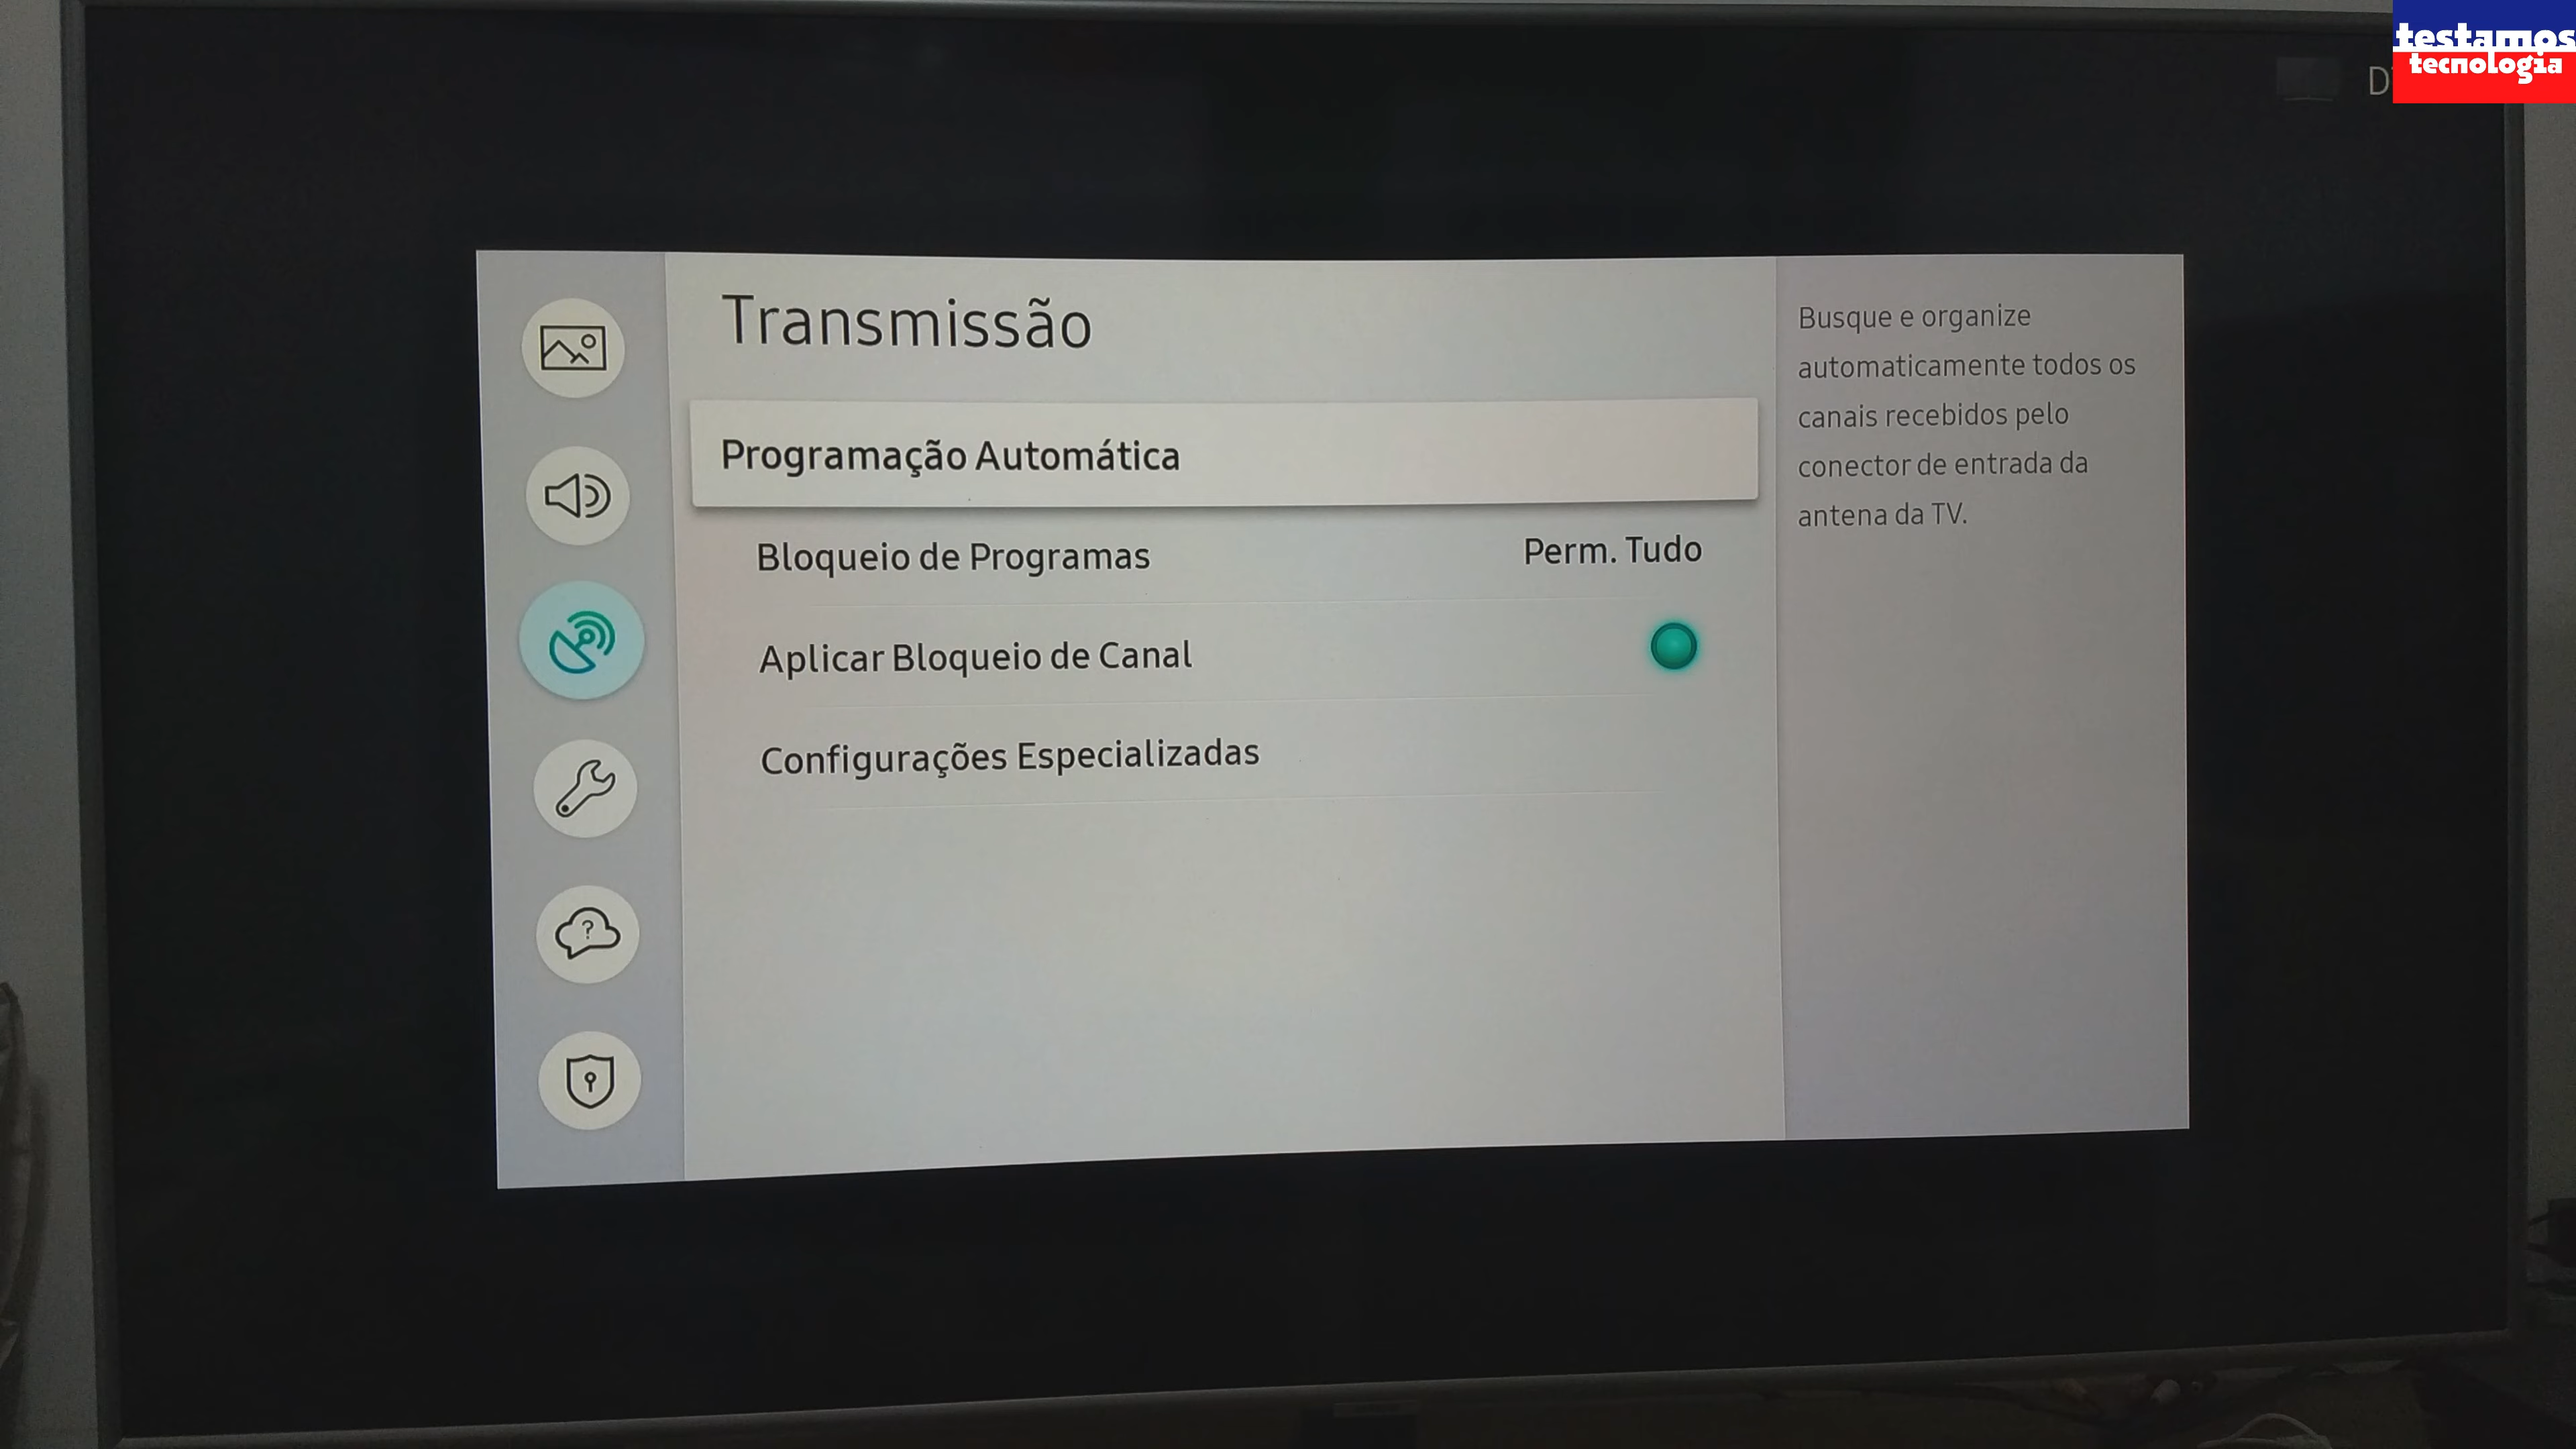 testamos
tecnologia
Transmissão
Programação Automática
Bloqueio de Programas
Perm. Tudo
Aplicar Bloqueio de Canal
Configurações Especializadas
Busque e organize
automaticamente todos os
canais recebidos pelo
conector de entrada da
antena da TV.